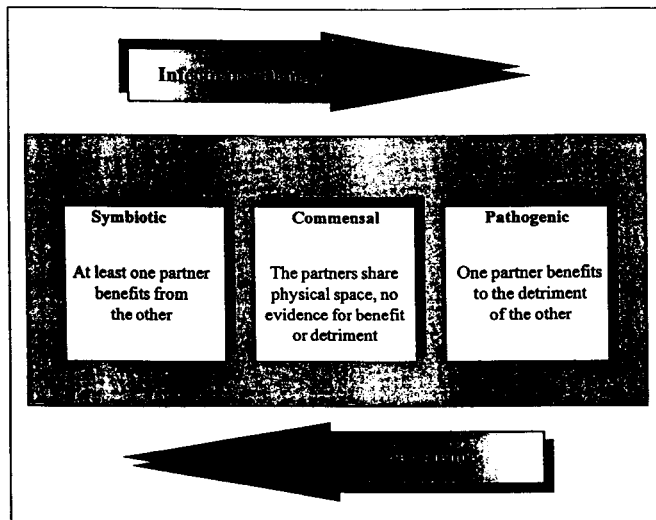 Symbiotic
At least one partner
benefits from
the other
Commensal
The partners share
physical space, no
evidence for benefit
or detriment
Pathogenic
One partner benefits
to the detriment
of the other